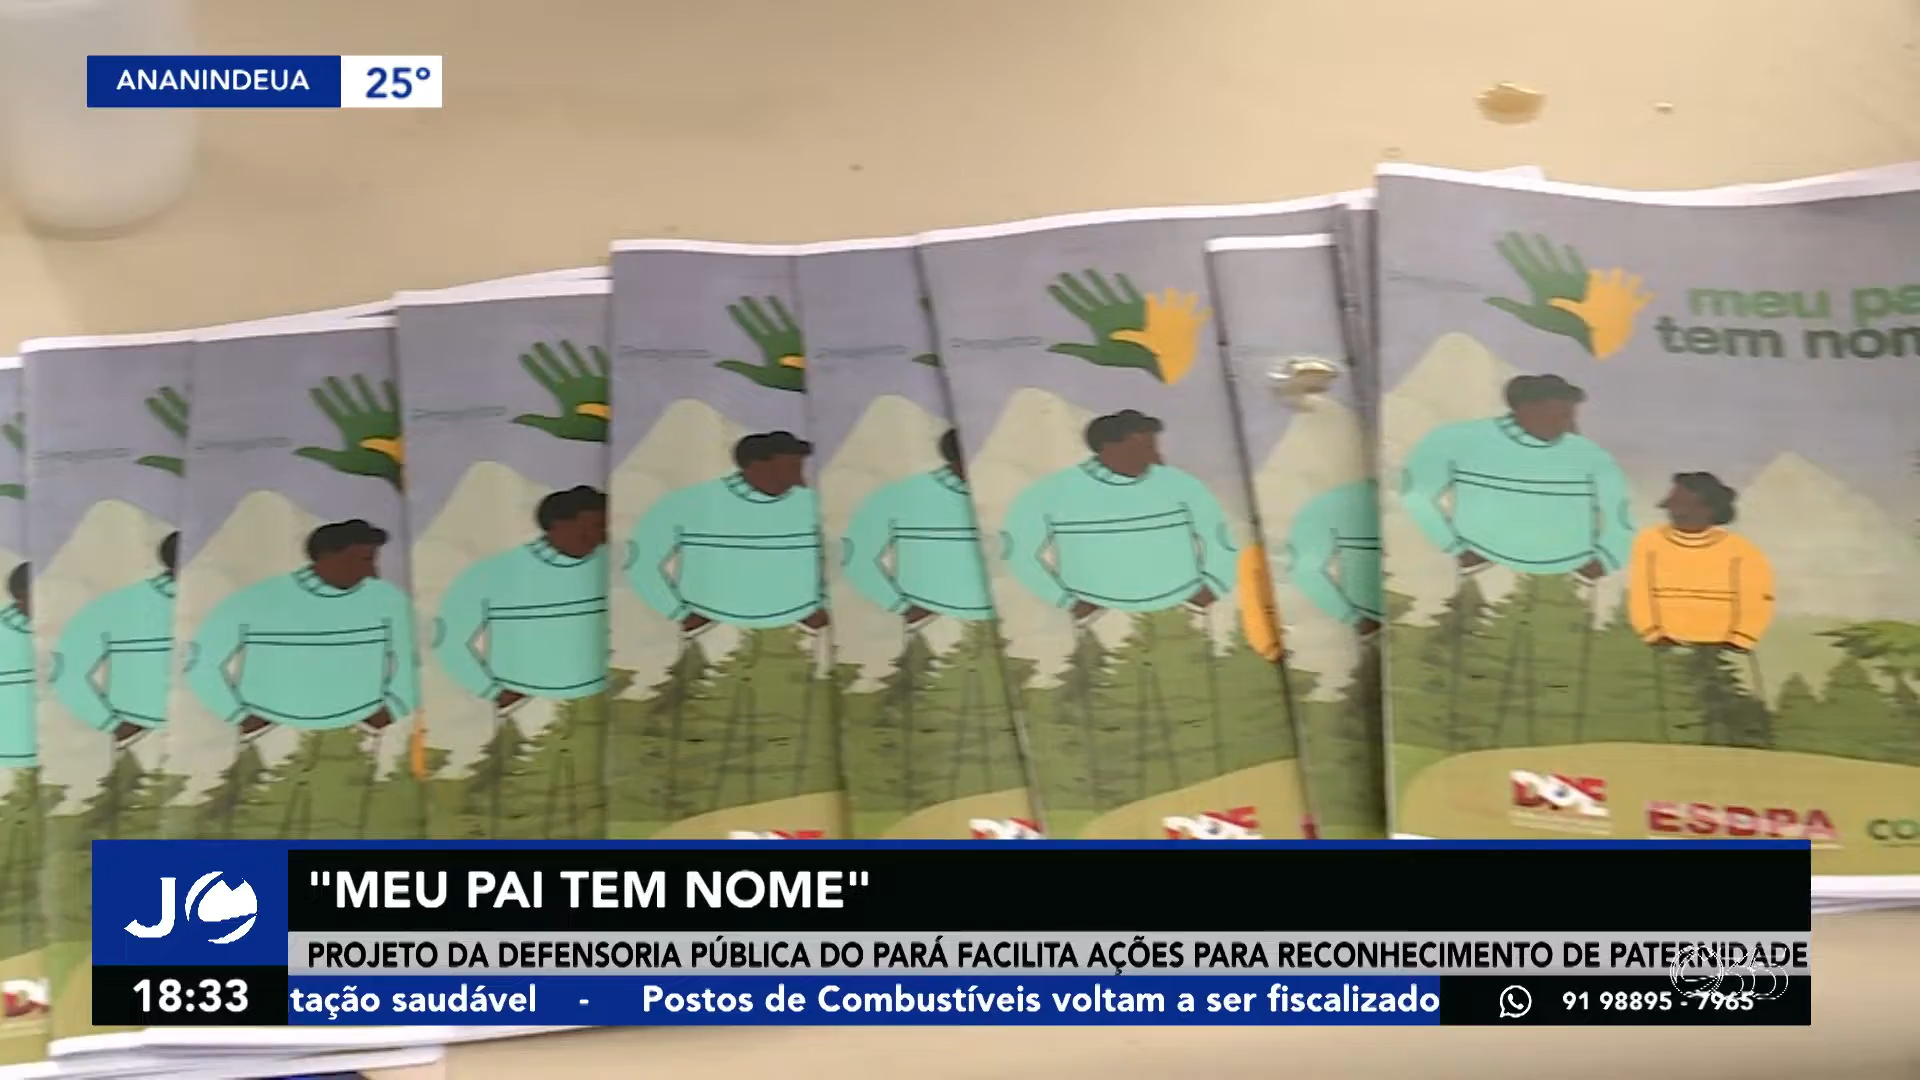 ANANINDEUA 25°
meu pa
tem nom
DPE
ESDPA
"MEU PAI TEM NOME"
PROJETO DA DEFENSORIA PÚBLICA DO PARÁ FACILITA AÇÕES PARA RECONHECIMENTO DE PATERNIDADE
18:33 tação saudável - Postos de Combustíveis voltam a ser fiscalizado 91 98895 - 7965